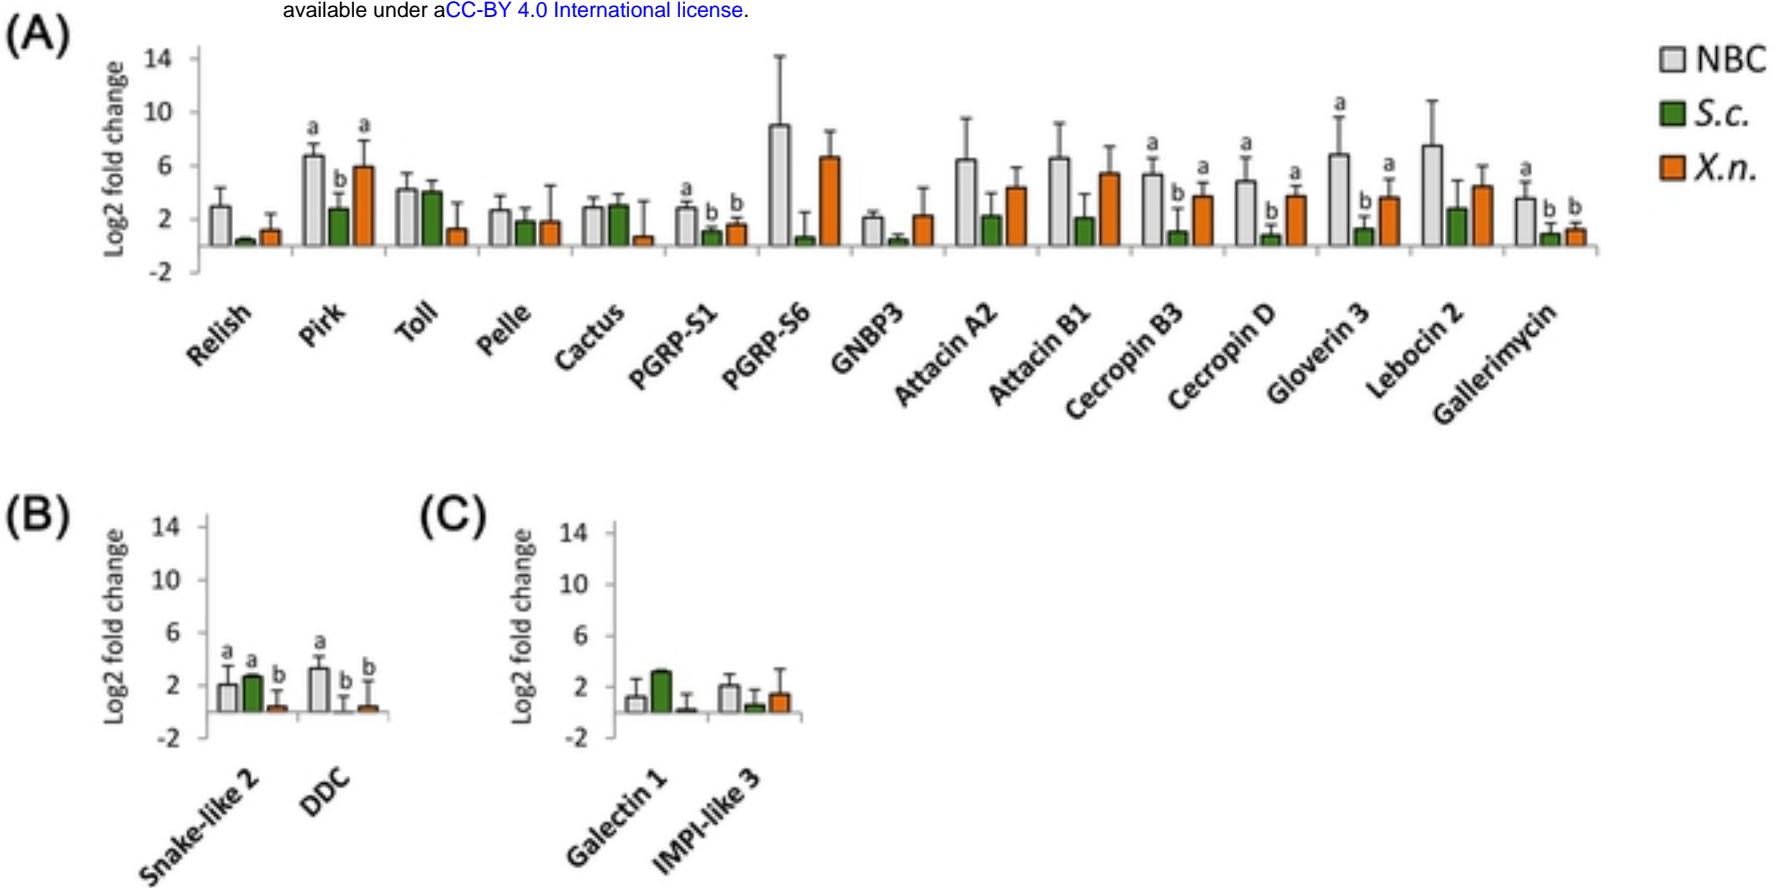 available under aCC-BY 4.0 International license.
(A)
Log2 fold change
14
10
6
2
-2
a
b
a
a
b
b
a
b
a
a
b
a
a
b
a
a
b
b
Relish
Pirk
Toll
Pelle
Cactus
PGRP-S1
PGRP-S6
GNBP3
Attacin A2
Attacin B1
Cecropin B3
Cecropin D
Gloverin 3
Lebocin 2
Gallerimycin
NBC
S.c.
X.n.
(B)
Log2 fold change
14
10
6
2
-2
a
a
b
a
b
b
Snake-like 2
DDC
(C)
Log2 fold change
14
10
6
2
-2
Galectin 1
IMPI-like 3